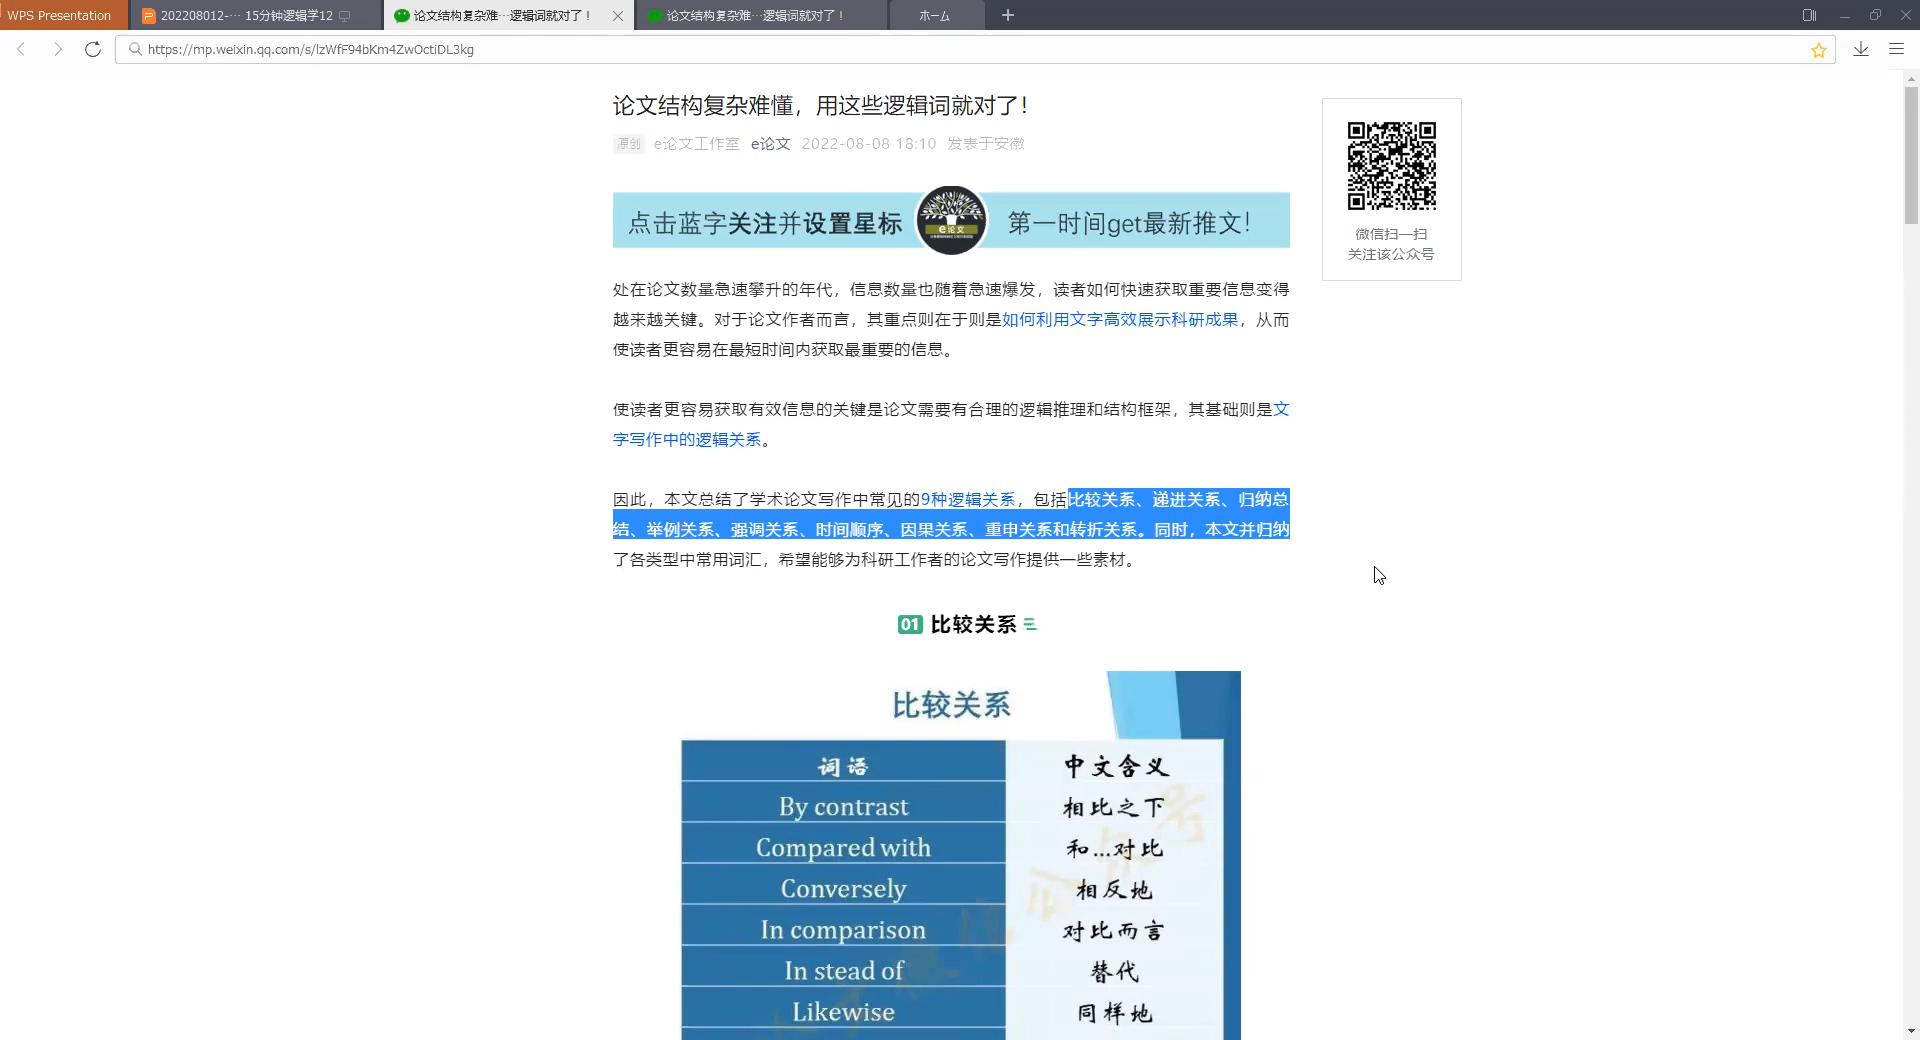 WPS Presentation
202208012-··· 15分钟逻辑学12
论文结构复杂难···逻辑词就对了！
论文结构复杂难···逻辑词就对了！
ホーム
https://mp.weixin.qq.com/s/lzWfF94bKm4ZwOctiDL3kg
论文结构复杂难懂，用这些逻辑词就对了！
原创 e论文工作室 e论文 2022-08-08 18:10 发表于安徽
点击蓝字关注并设置星标 e论文 第一时间get最新推文！
微信扫一扫
关注该公众号
处在论文数量急速攀升的年代，信息数量也随着急速爆发，读者如何快速获取重要信息变得
越来越关键。对于论文作者而言，其重点则在于则是如何利用文字高效展示科研成果，从而
使读者更容易在最短时间内获取最重要的信息。
使读者更容易获取有效信息的关键是论文需要有合理的逻辑推理和结构框架，其基础则是文
字写作中的逻辑关系。
因此，本文总结了学术论文写作中常见的9种逻辑关系，包括比较关系、递进关系、归纳总
结、举例关系、强调关系、时间顺序、因果关系、重申关系和转折关系。同时，本文并归纳
了各类型中常用词汇，希望能够为科研工作者的论文写作提供一些素材。
01 比较关系
比较关系
词语 中文含义
By contrast 相比之下
Compared with 和...对比
Conversely 相反地
In comparison 对比而言
In stead of 替代
Likewise 同样地